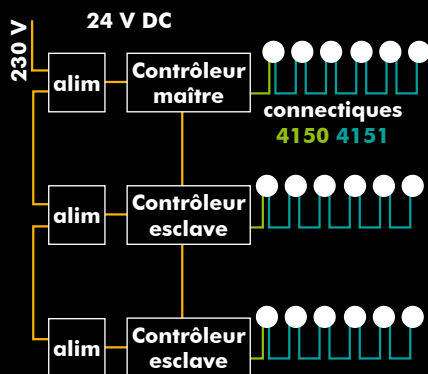 24 V DC
230 V
alim
Contrôleur
maître
connectiques
4150 4151
alim
Contrôleur
esclave
alim
Contrôleur
esclave